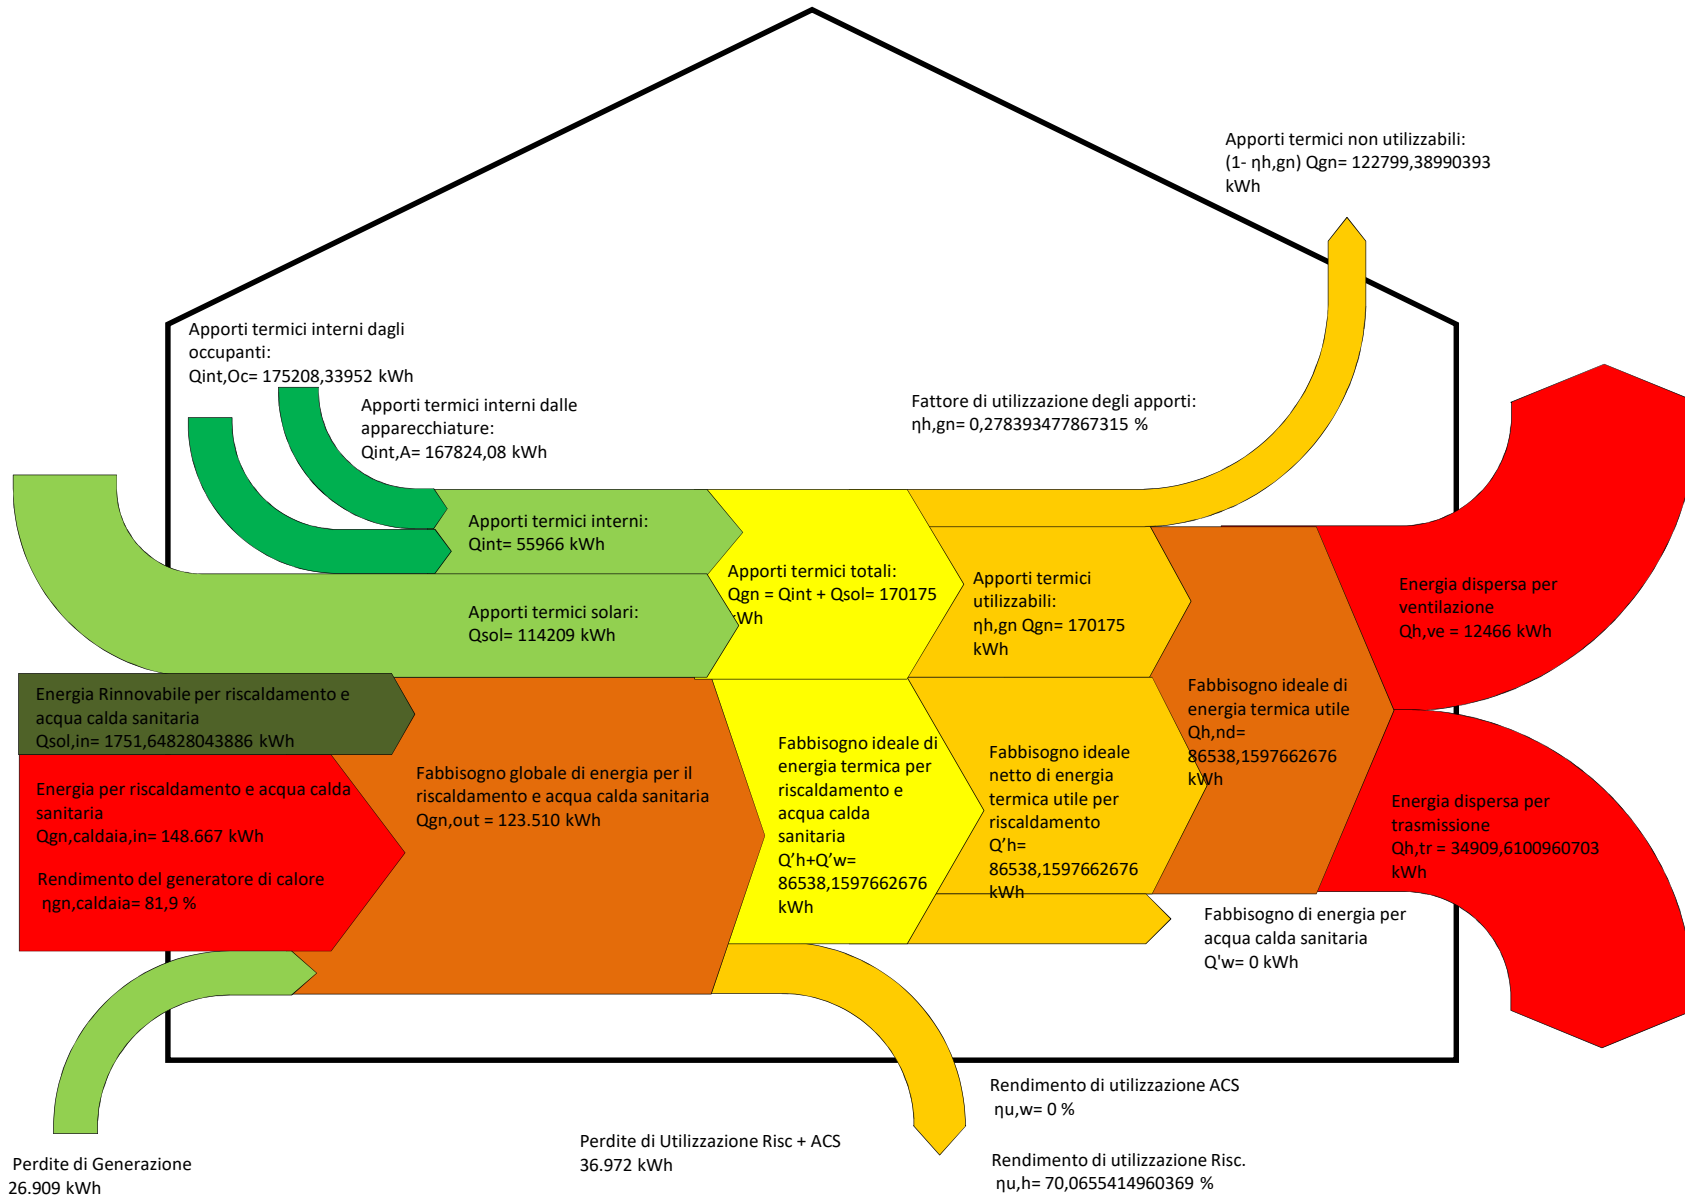 Apporti termici non utilizzabili:
(1- ηh,gn) Qgn= 122799,38990393
kWh
Apporti termici interni dagli
occupanti:
Qint,Oc= 175208,33952 kWh
Apporti termici interni dalle
apparecchiature:
Qint,A= 167824,08 kWh
Fattore di utilizzazione degli apporti:
ηh,gn= 0,278393477867315 %
Apporti termici interni:
Qint= 55966 kWh
Apporti termici solari:
Qsol= 114209 kWh
Apporti termici totali:
Qgn = Qint + Qsol= 170175
kWh
Apporti termici
utilizzabili:
ηh,gn Qgn= 170175
kWh
Energia dispersa per
ventilazione
Qh,ve = 12466 kWh
Energia Rinnovabile per riscaldamento e
acqua calda sanitaria
Qsol,in= 1751,64828043886 kWh
Energia per riscaldamento e acqua calda
sanitaria
Qgn,caldaia,in= 148.667 kWh
Rendimento del generatore di calore
ηgn,caldaia= 81,9 %
Fabbisogno globale di energia per il
riscaldamento e acqua calda sanitaria
Qgn,out = 123.510 kWh
Fabbisogno ideale di
energia termica per
riscaldamento e
acqua calda
sanitaria
Q’h+Q’w=
86538,1597662676
kWh
Fabbisogno ideale
netto di energia
termica utile per
riscaldamento
Q’h=
86538,1597662676
kWh
Fabbisogno ideale di
energia termica utile
Qh,nd=
86538,1597662676
kWh
Energia dispersa per
trasmissione
Qh,tr = 34909,6100960703
kWh
Fabbisogno di energia per
acqua calda sanitaria
Q'w= 0 kWh
Rendimento di utilizzazione ACS
ηu,w= 0 %
Perdite di Utilizzazione Risc + ACS
36.972 kWh
Rendimento di utilizzazione Risc.
ηu,h= 70,0655414960369 %
Perdite di Generazione
26.909 kWh